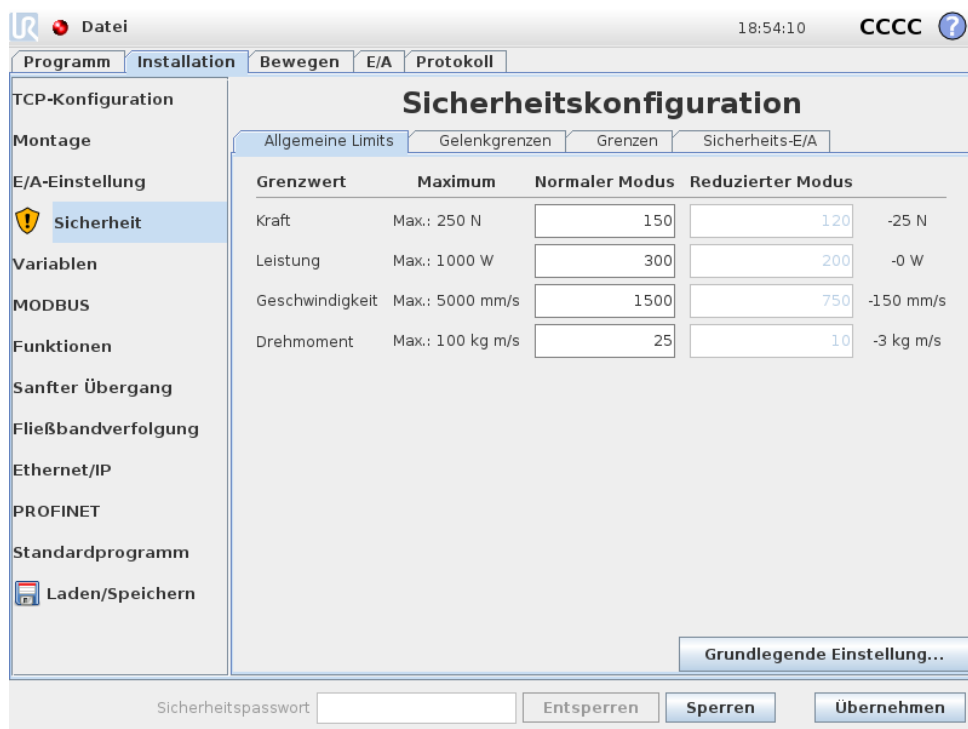 UR Datei 18:54:10 CCCC ?
Programm Installation Bewegen E/A Protokoll
TCP-Konfiguration
Montage
E/A-Einstellung
Sicherheit
Variablen
MODBUS
Funktionen
Sanfter Übergang
Fließbandverfolgung
Ethernet/IP
PROFINET
Standardprogramm
Laden/Speichern
Sicherheitskonfiguration
Allgemeine Limits Gelenkgrenzen Grenzen Sicherheits-E/A
Grenzwert Maximum Normaler Modus Reduzierter Modus
Kraft Max.: 250 N 150 120 -25 N
Leistung Max.: 1000 W 300 200 -0 W
Geschwindigkeit Max.: 5000 mm/s 1500 750 -150 mm/s
Drehmoment Max.: 100 kg m/s 25 10 -3 kg m/s
Grundlegende Einstellung...
Sicherheitspasswort Entsperren Sperren Übernehmen